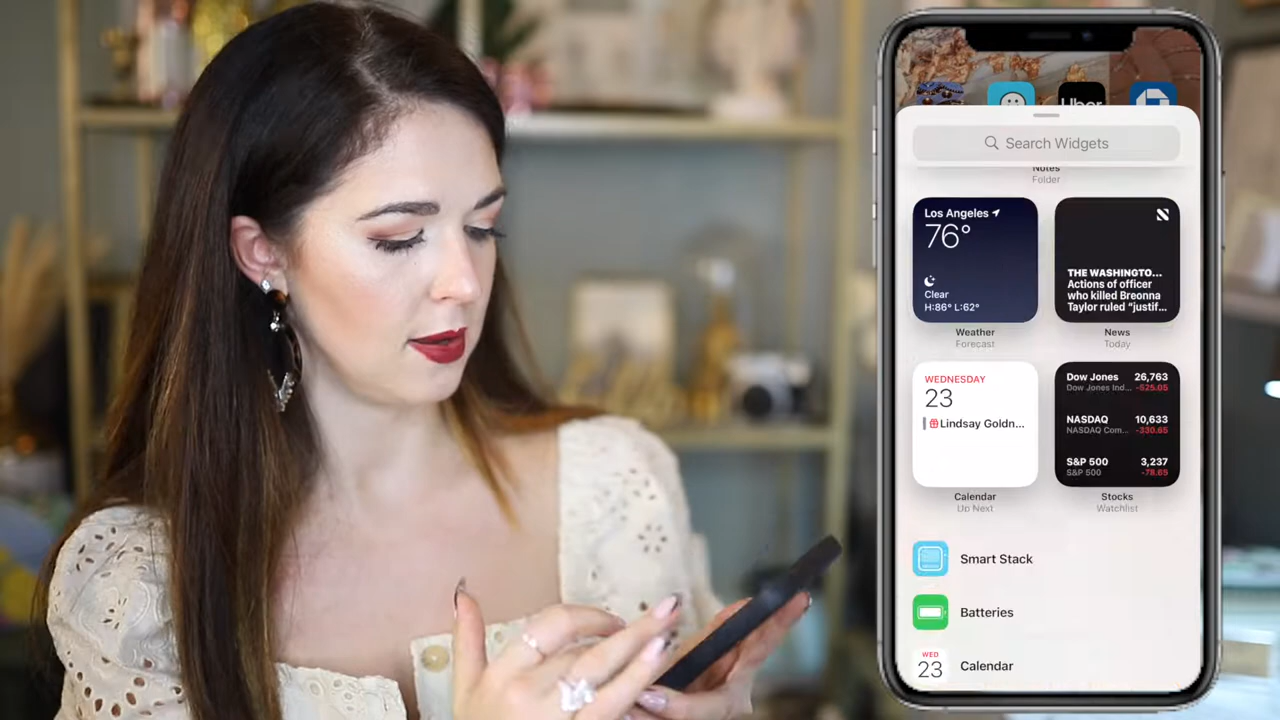 Uber
Search Widgets
Notes
Folder
Los Angeles
76°
Clear
H:86° L:62°
Weather
Forecast
THE WASHINGTO...
Actions of officer
who killed Breonna
Taylor ruled "justif...
News
Today
WEDNESDAY
23
Lindsay Goldn...
Calendar
Up Next
Dow Jones 26,763
Dow Jones Ind... -525.05
NASDAQ 10,633
NASDAQ Com... -330.65
S&P 500 3,237
S&P 500 -78.65
Stocks
Watchlist
Smart Stack
Batteries
WED
23
Calendar